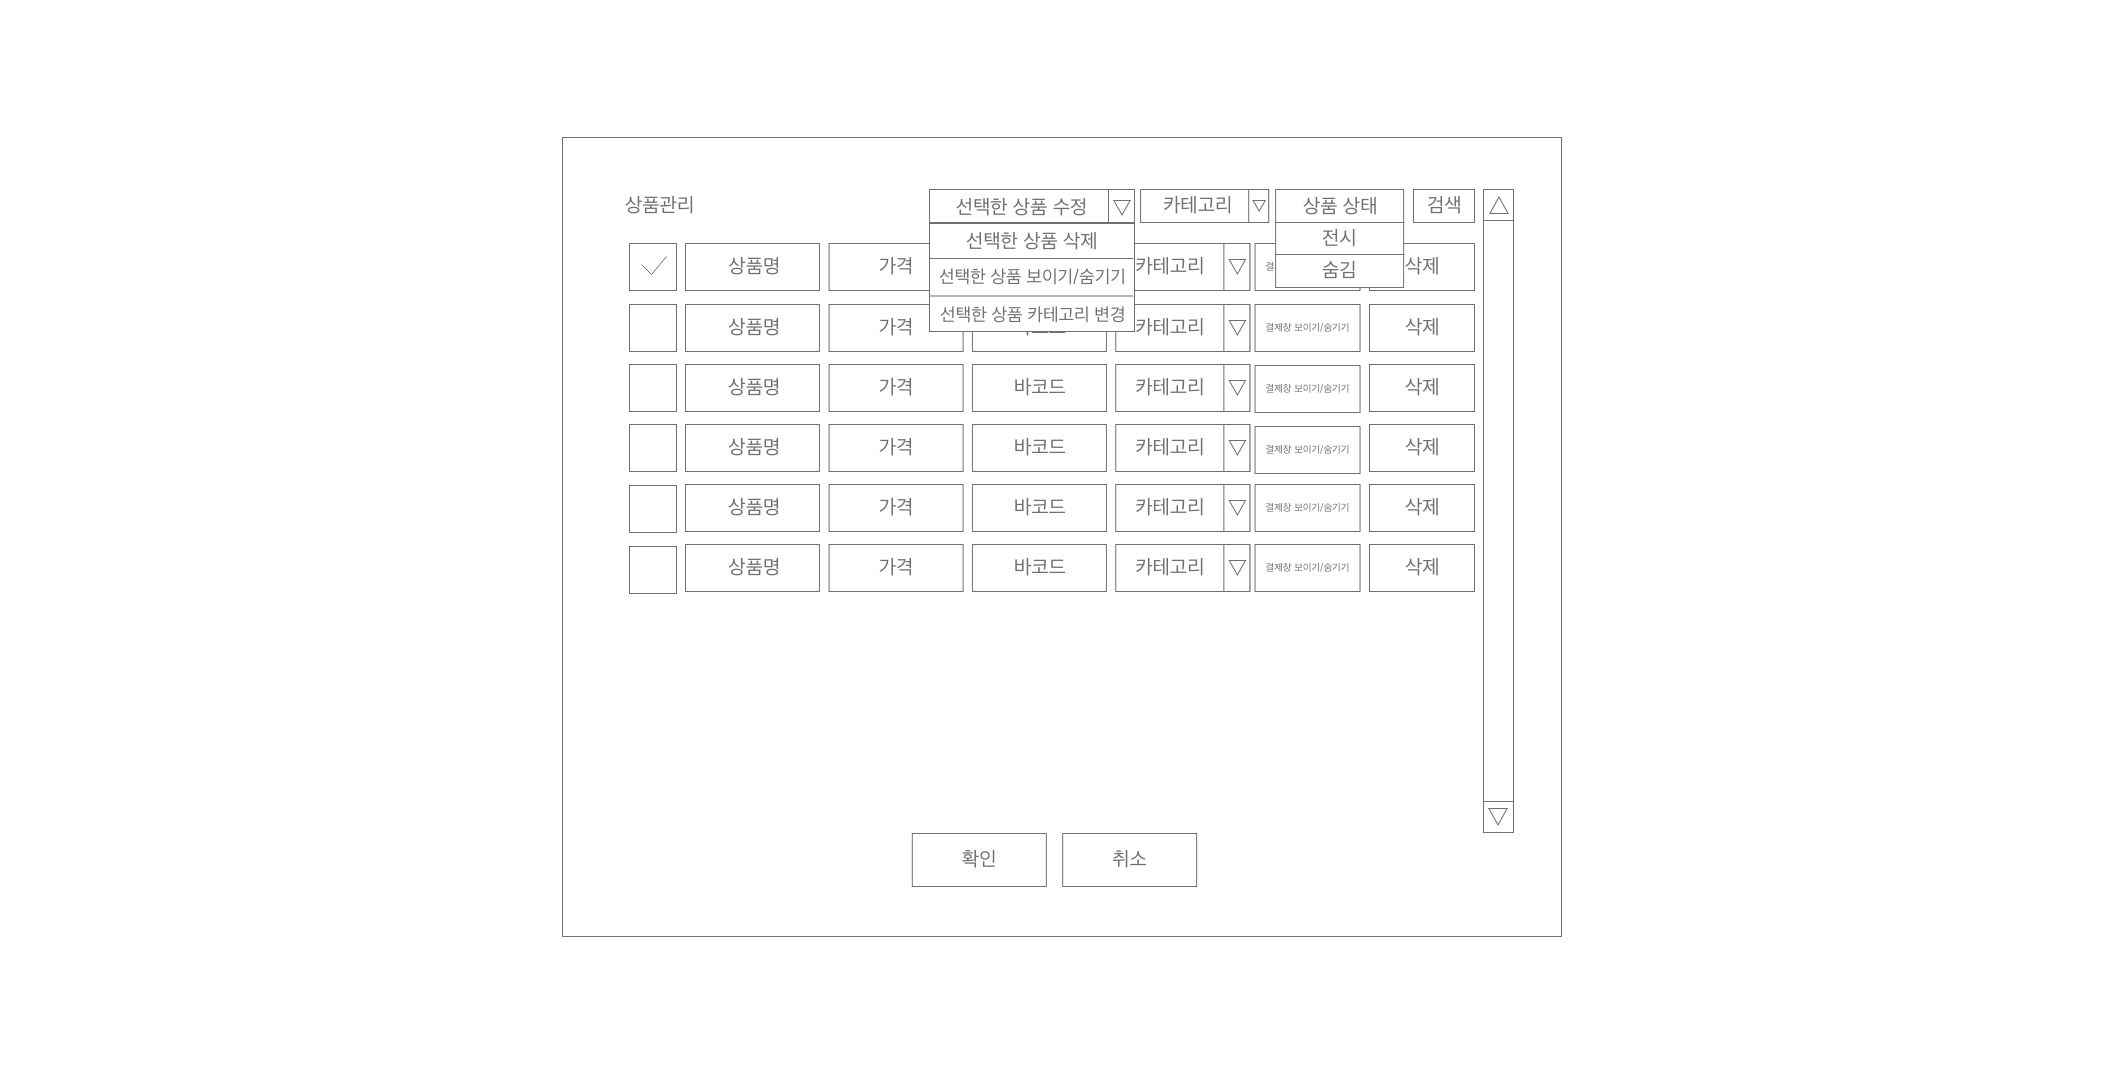 상품관리
선택한 상품 수정
카테고리
상품 상태
검색
선택한 상품 삭제
선택한 상품 보이기/숨기기
선택한 상품 카테고리 변경
전시
숨김
상품명 가격 카테고리 결 삭제
상품명 가격 카테고리 결제창 보이기/숨기기 삭제
상품명 가격 바코드 카테고리 결제창 보이기/숨기기 삭제
상품명 가격 바코드 카테고리 결제창 보이기/숨기기 삭제
상품명 가격 바코드 카테고리 결제창 보이기/숨기기 삭제
상품명 가격 바코드 카테고리 결제창 보이기/숨기기 삭제
확인
취소